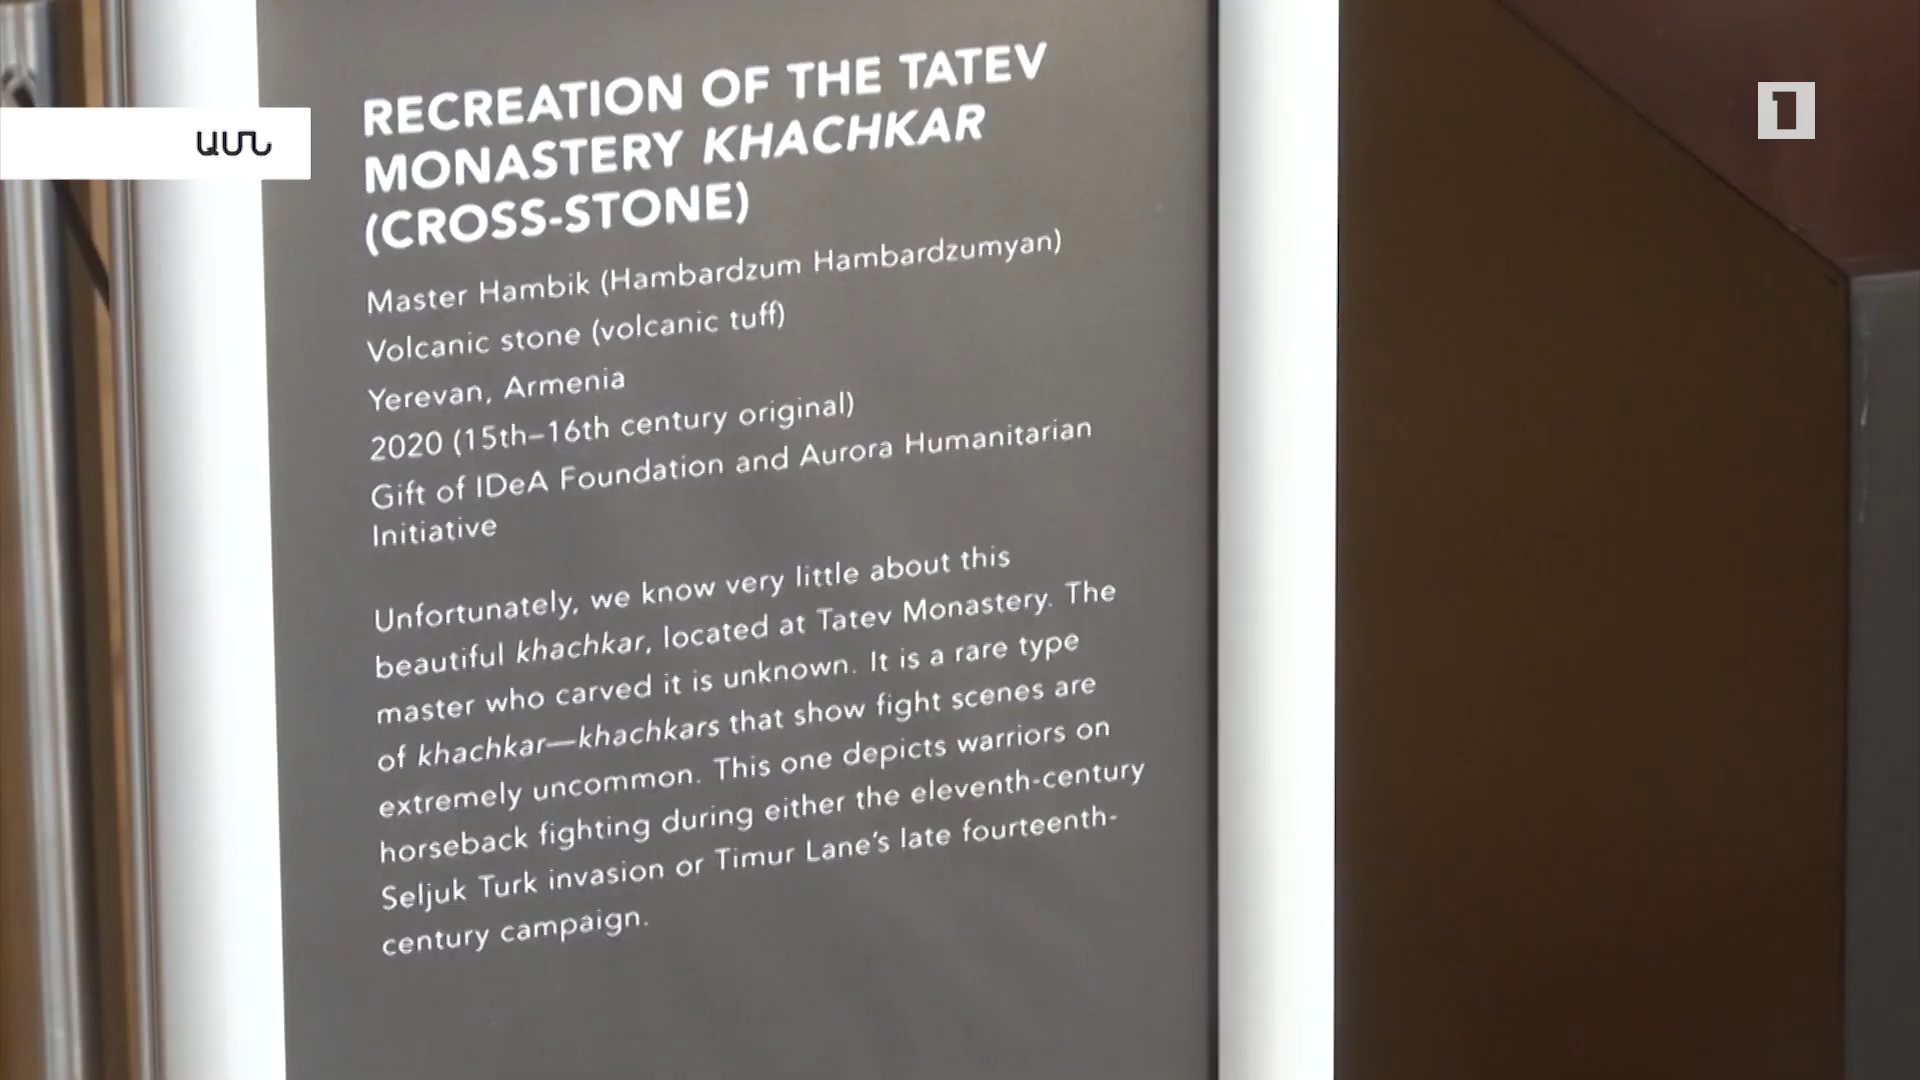 ԱՄՆ
1
RECREATION OF THE TATEV
MONASTERY KHACHKAR
(CROSS-STONE)
Master Hambik (Hambardzum Hambardzumyan)
Volcanic stone (volcanic tuff)
Yerevan, Armenia
2020 (15th–16th century original)
Gift of IDeA Foundation and Aurora Humanitarian
Initiative
Unfortunately, we know very little about this
beautiful khachkar, located at Tatev Monastery. The
master who carved it is unknown. It is a rare type
of khachkar—khachkars that show fight scenes are
extremely uncommon. This one depicts warriors on
horseback fighting during either the eleventh-century
Seljuk Turk invasion or Timur Lane’s late fourteenth-
century campaign.